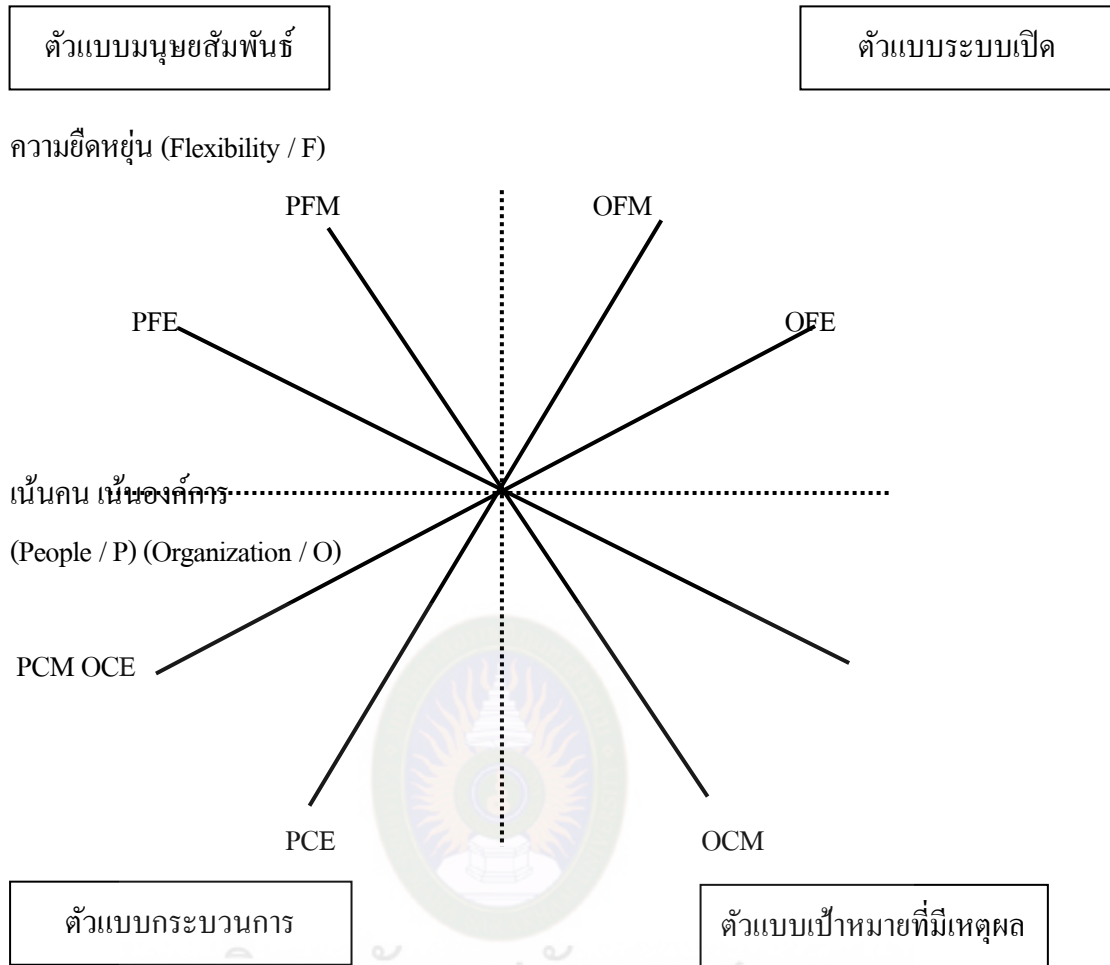 ตัวแบบมนุษยสัมพันธ์ ตัวแบบระบบเปิด
ความยืดหยุ่น (Flexibility / F)
PFM OFM
PFE OFE
เน้นคน เน้นองค์การ
(People / P) (Organization / O)
PCM OCE
PCE OCM
ตัวแบบกระบวนการ ตัวแบบเป้าหมายที่มีเหตุผล